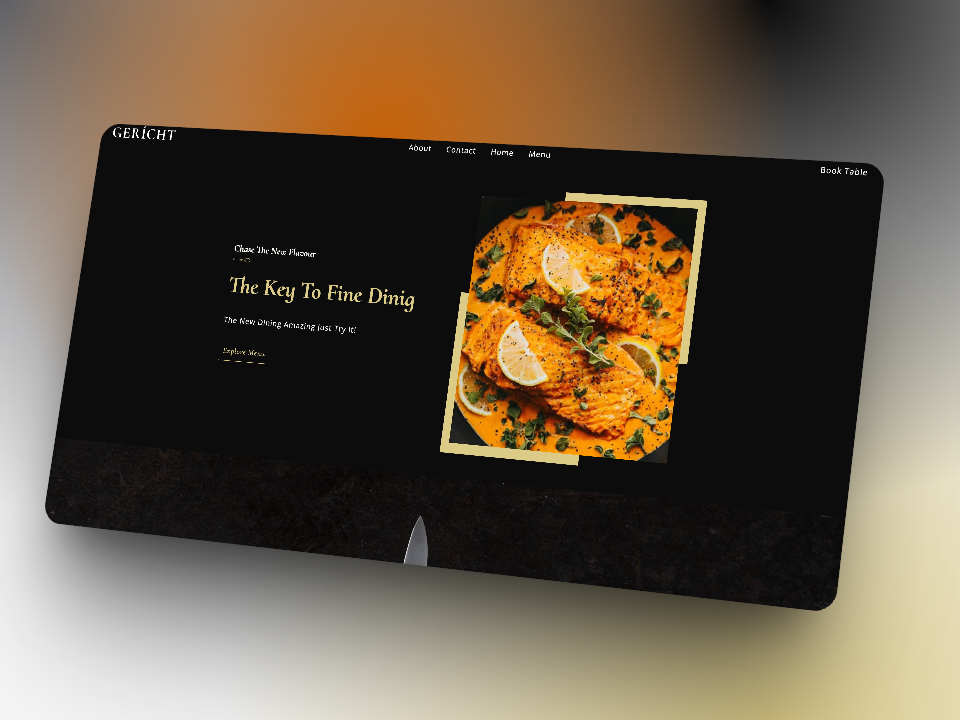 GERÍCHT
About Contact Home Menu
Book Table
Chase The New Flavour
The Key To Fine Dinig
The New Dining Amazing Just Try It!
Explore Menu